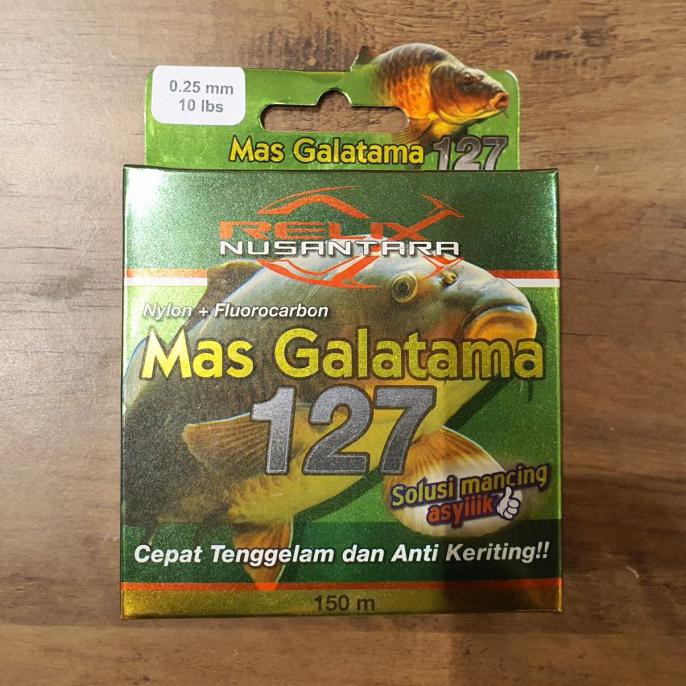 0.25 mm
10 lbs
Mas Galatama 127
RELIX
NUSANTARA
Nylon + Fluorocarbon
Mas Galatama
127
Solusi mancing
asyiiik
Cepat Tenggelam dan Anti Keriting!!
150 m